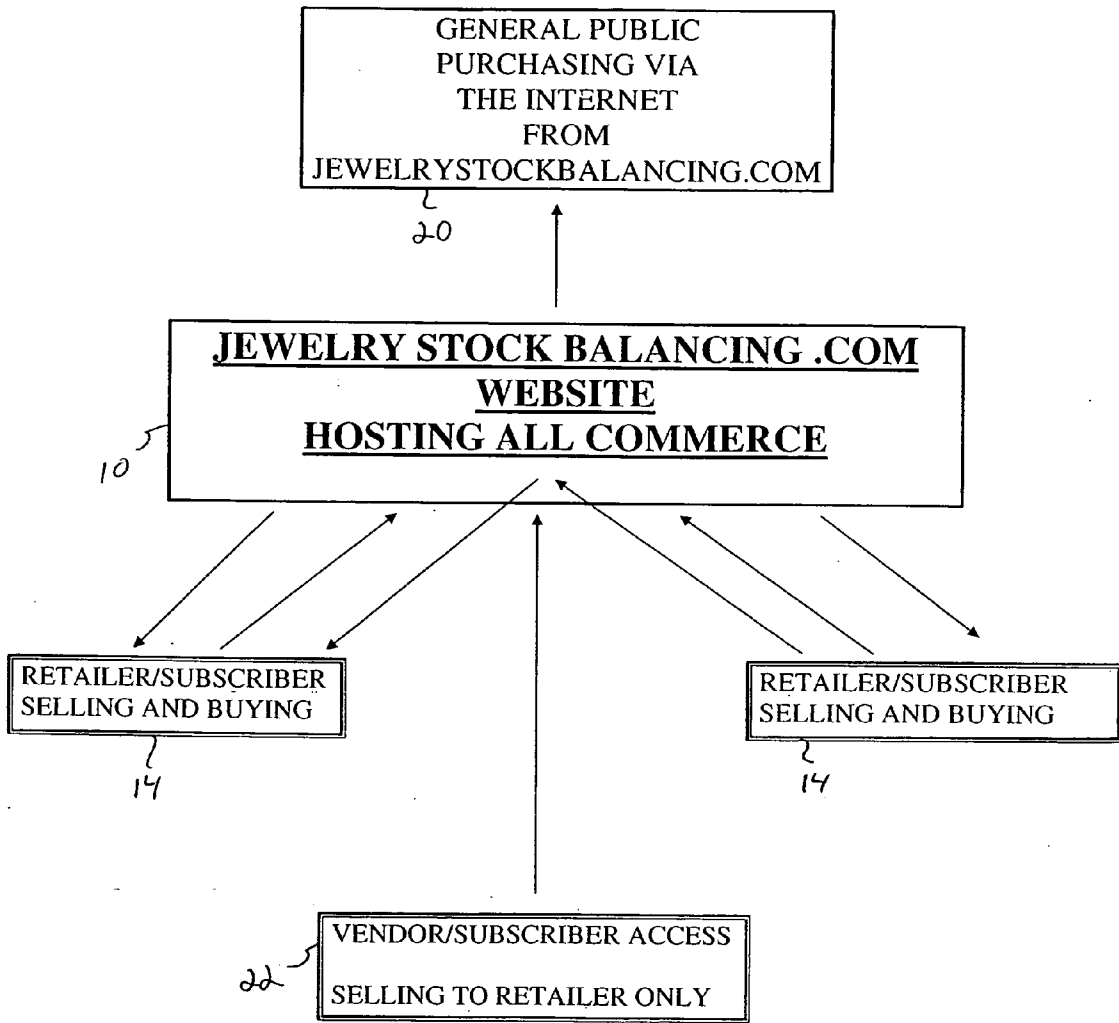 GENERAL PUBLIC
PURCHASING VIA
THE INTERNET
FROM
JEWELRYSTOCKBALANCING.COM
20
JEWELRY STOCK BALANCING .COM
WEBSITE
HOSTING ALL COMMERCE
10
RETAILER/SUBSCRIBER
SELLING AND BUYING
14
RETAILER/SUBSCRIBER
SELLING AND BUYING
14
VENDOR/SUBSCRIBER ACCESS
SELLING TO RETAILER ONLY
22